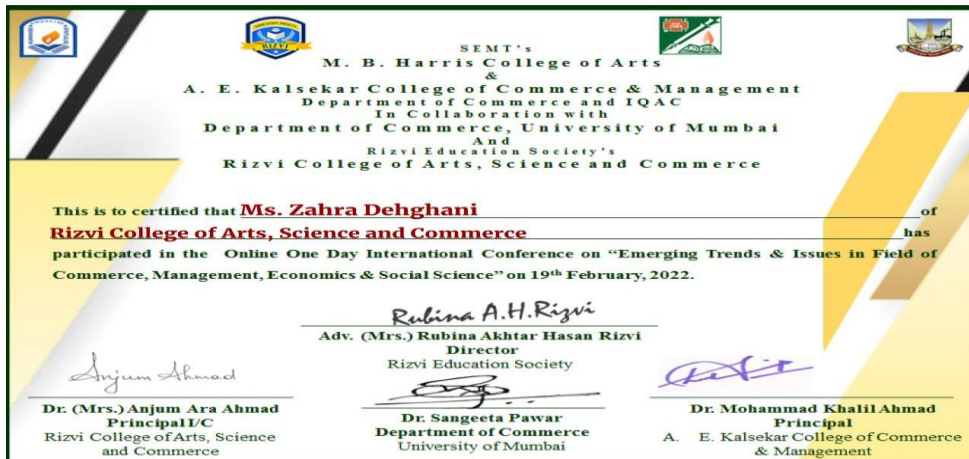 RIZVI
SEMT's
M. B. Harris College of Arts
&
A. E. Kalsekar College of Commerce & Management
Department of Commerce and IQAC
In Collaboration with
Department of Commerce, University of Mumbai
And
Rizvi Education Society's
Rizvi College of Arts, Science and Commerce
This is to certified that Ms. Zahra Dehghani of
Rizvi College of Arts, Science and Commerce has
participated in the Online One Day International Conference on “Emerging Trends & Issues in Field of
Commerce, Management, Economics & Social Science” on 19th February, 2022.
Rubina A.H.Rizvi
Adv. (Mrs.) Rubina Akhtar Hasan Rizvi
Director
Rizvi Education Society
Anjum Ahmad
Dr. (Mrs.) Anjum Ara Ahmad
Principal I/C
Rizvi College of Arts, Science
and Commerce
Dr. Sangeeta Pawar
Department of Commerce
University of Mumbai
Dr. Mohammad Khalil Ahmad
Principal
A. E. Kalsekar College of Commerce
& Management